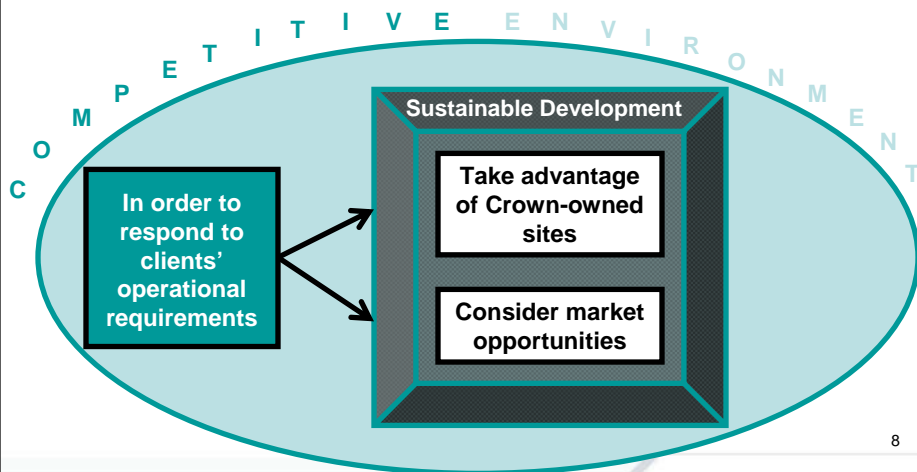 COMPETITIVE ENVIRONMENT
Sustainable Development
In order to
respond to
clients’
operational
requirements
Take advantage
of Crown-owned
sites
Consider market
opportunities
8